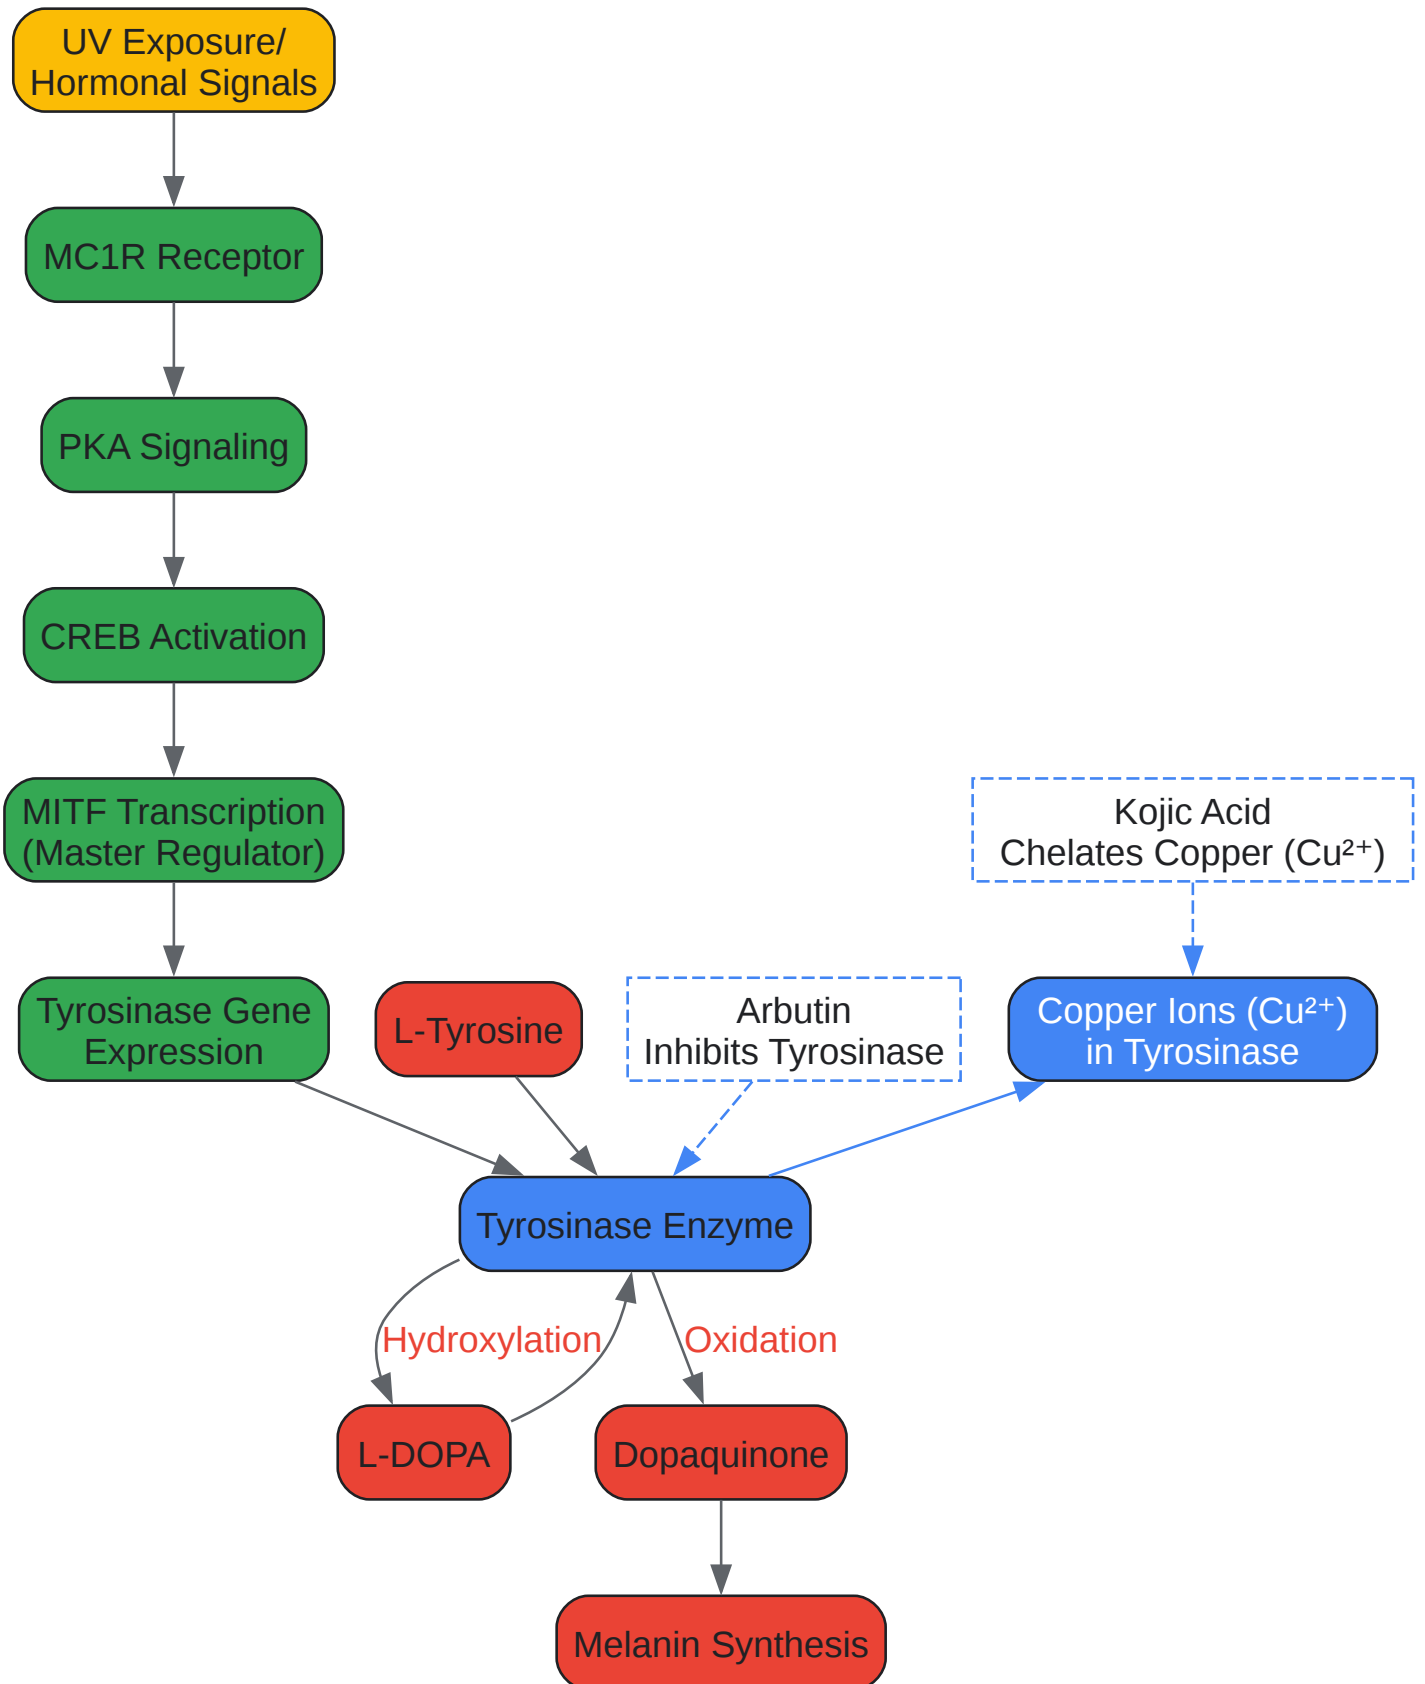 UV Exposure/
Hormonal Signals
MC1R Receptor
PKA Signaling
CREB Activation
MITF Transcription
(Master Regulator)
Kojic Acid
Chelates Copper (Cu²⁺)
Tyrosinase Gene
Expression
L-Tyrosine
Arbutin
Inhibits Tyrosinase
Copper Ions (Cu²⁺)
in Tyrosinase
Tyrosinase Enzyme
Hydroxylation
Oxidation
L-DOPA
Dopaquinone
Melanin Synthesis